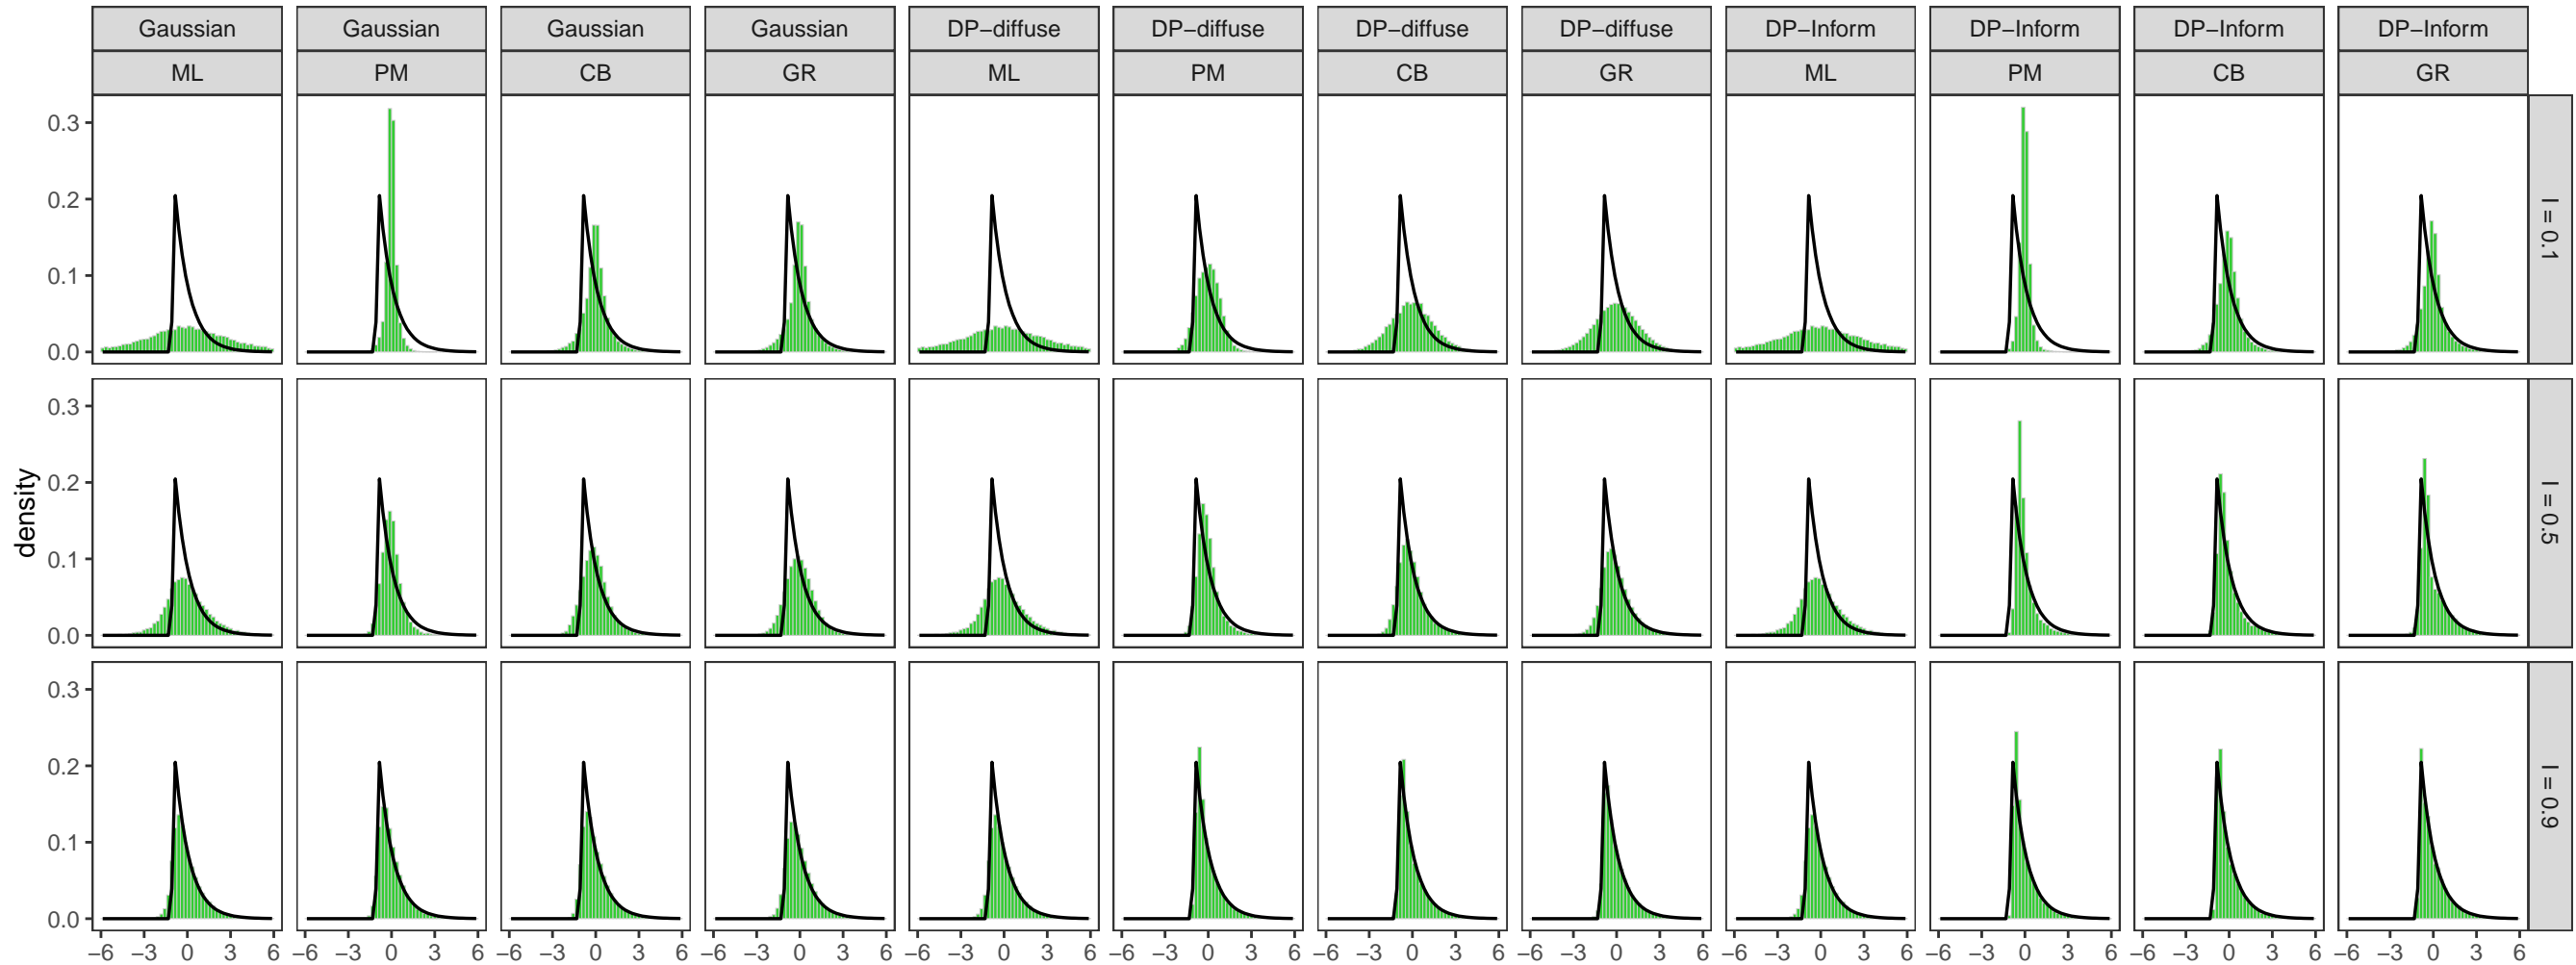 Gaussian Gaussian Gaussian Gaussian DP−diffuse DP−diffuse DP−diffuse DP−diffuse DP−Inform DP−Inform DP−Inform DP−Inform
ML PM CB GR ML PM CB GR ML PM CB GR
0.3
0.2
0.1
0.0
I = 0.1
0.3
0.2
0.1
0.0
I = 0.5
density
0.3
0.2
0.1
0.0
I = 0.9
−6 −3 0 3 6 −6 −3 0 3 6 −6 −3 0 3 6 −6 −3 0 3 6 −6 −3 0 3 6 −6 −3 0 3 6 −6 −3 0 3 6 −6 −3 0 3 6 −6 −3 0 3 6 −6 −3 0 3 6 −6 −3 0 3 6 −6 −3 0 3 6